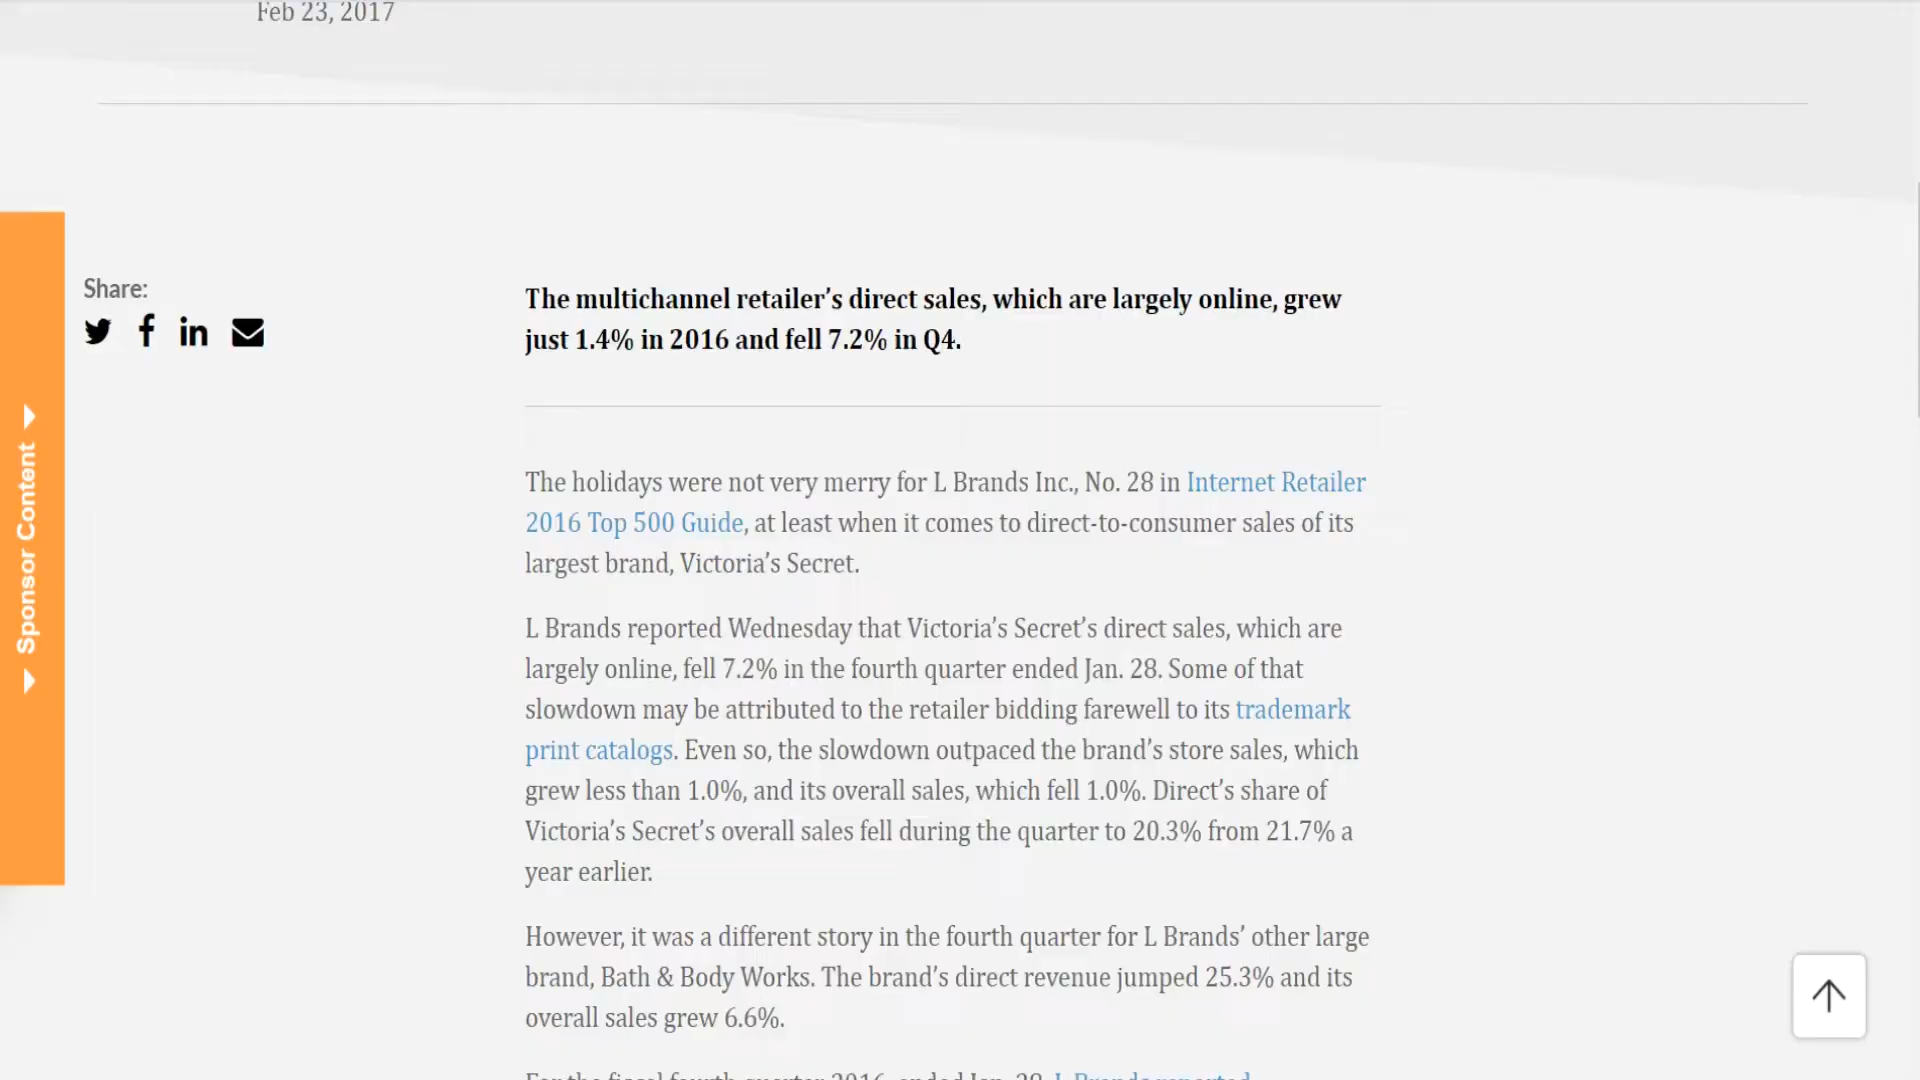 Feb 23, 2017
Share:
Sponsor Content
The multichannel retailer’s direct sales, which are largely online, grew
just 1.4% in 2016 and fell 7.2% in Q4.
The holidays were not very merry for L Brands Inc., No. 28 in Internet Retailer
2016 Top 500 Guide, at least when it comes to direct-to-consumer sales of its
largest brand, Victoria’s Secret.
L Brands reported Wednesday that Victoria’s Secret’s direct sales, which are
largely online, fell 7.2% in the fourth quarter ended Jan. 28. Some of that
slowdown may be attributed to the retailer bidding farewell to its trademark
print catalogs. Even so, the slowdown outpaced the brand’s store sales, which
grew less than 1.0%, and its overall sales, which fell 1.0%. Direct’s share of
Victoria’s Secret’s overall sales fell during the quarter to 20.3% from 21.7% a
year earlier.
However, it was a different story in the fourth quarter for L Brands’ other large
brand, Bath & Body Works. The brand’s direct revenue jumped 25.3% and its
overall sales grew 6.6%.
For the fiscal fourth quarter 2016, ended Jan. 28, L Brands reported